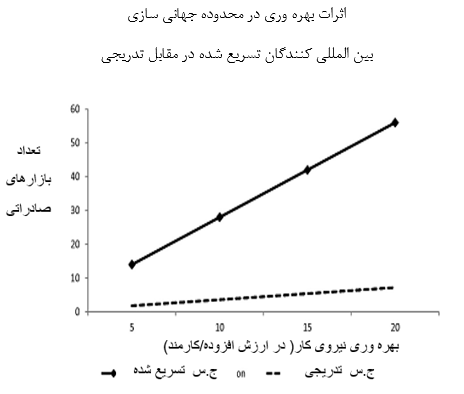 اثرات بهره وری در محدوده جهانی سازی
بین المللی کنندگان تسریع شده در مقابل تدریجی
تعداد
بازارهای
صادراتی
60
50
40
30
20
10
0
5 10 15 20
بهره وری نیروی کار( در ارزش افزوده/کارمند)
ج.س تسریع شده on ج.س تدریجی